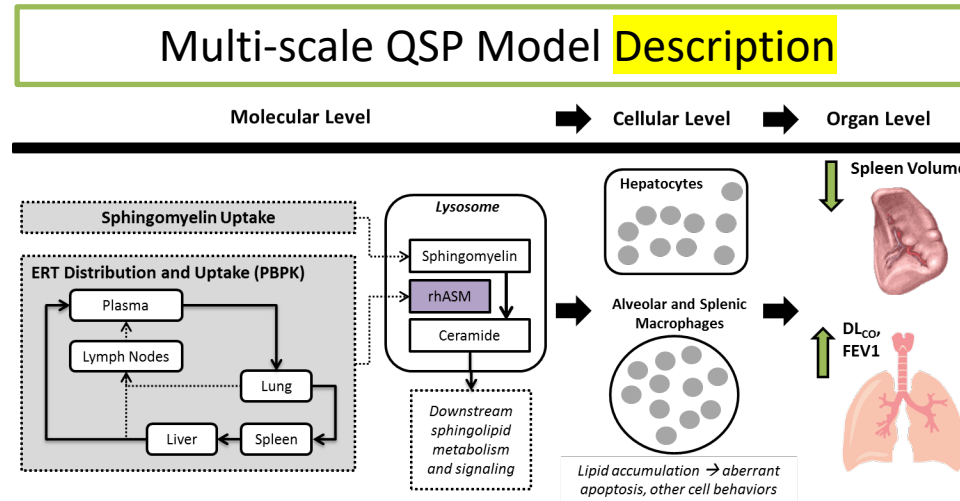 Multi-scale QSP Model Description
Molecular Level
Cellular Level
Organ Level
Sphingomyelin Uptake
ERT Distribution and Uptake (PBPK)
Plasma
Lymph Nodes
Lung
Liver
Spleen
Lysosome
Sphingomyelin
rhASM
Ceramide
Downstream
sphingolipid
metabolism
and signaling
Hepatocytes
Alveolar and Splenic
Macrophages
Lipid accumulation → aberrant
apoptosis, other cell behaviors
Spleen Volume
DLCO,
FEV1